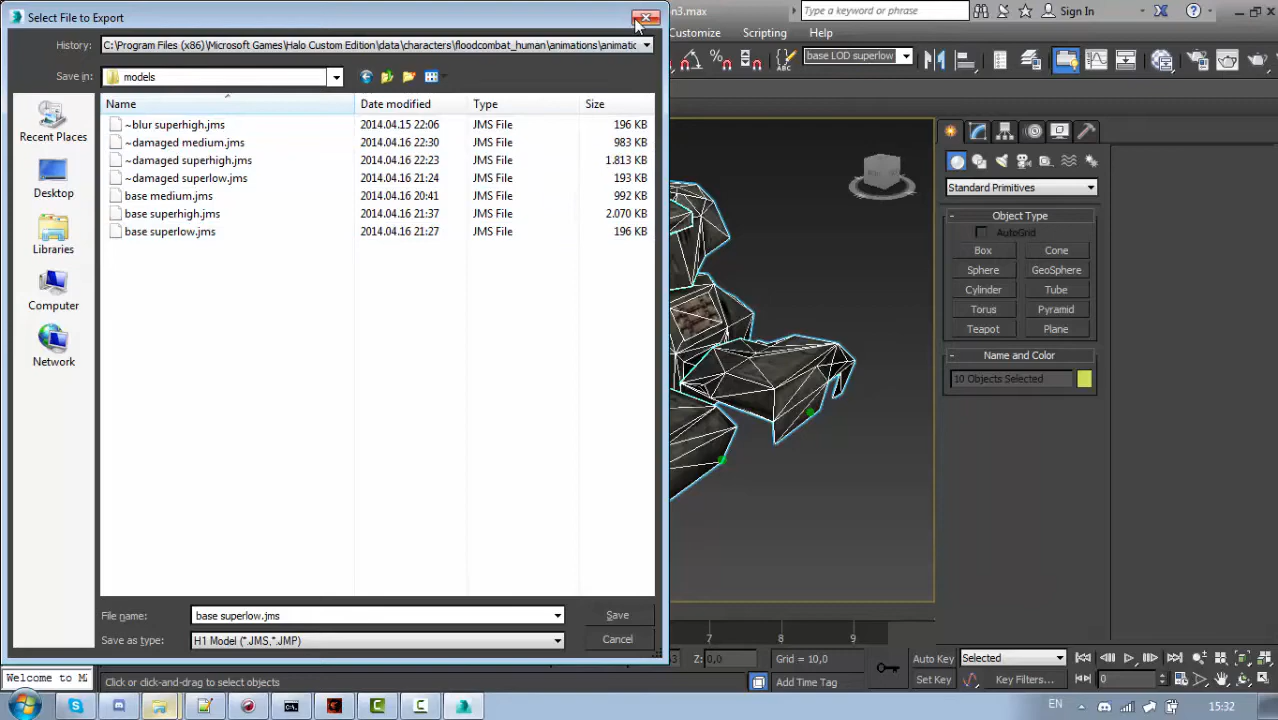 Select File to Export
n3.max
Type a keyword or phrase
Sign In
History:
C:\Program Files (x86)\Microsoft Games\Halo Custom Edition\data\characters\floodcombat_human\animations\animatic
Customize
Scripting
Help
Save in:
models
base LOD superlow
Name
Date modified
Type
Size
~blur superhigh.jms 2014.04.15 22:06 JMS File 196 KB
~damaged medium.jms 2014.04.16 22:30 JMS File 983 KB
~damaged superhigh.jms 2014.04.16 22:23 JMS File 1.813 KB
~damaged superlow.jms 2014.04.16 21:24 JMS File 193 KB
base medium.jms 2014.04.16 20:41 JMS File 992 KB
base superhigh.jms 2014.04.16 21:37 JMS File 2.070 KB
base superlow.jms 2014.04.16 21:27 JMS File 196 KB
Recent Places
Desktop
Libraries
Computer
Network
Standard Primitives
Object Type
AutoGrid
Box Cone
Sphere GeoSphere
Cylinder Tube
Torus Pyramid
Teapot Plane
Name and Color
10 Objects Selected
File name:
base superlow.jms
Save
Save as type:
H1 Model (*.JMS,*.JMP)
Cancel
7 8 9
3
Z: 0,0
Grid = 10,0
Auto Key
Selected
Welcome to M
Click or click-and-drag to select objects
Add Time Tag
Set Key
Key Filters...
0
EN
15:32